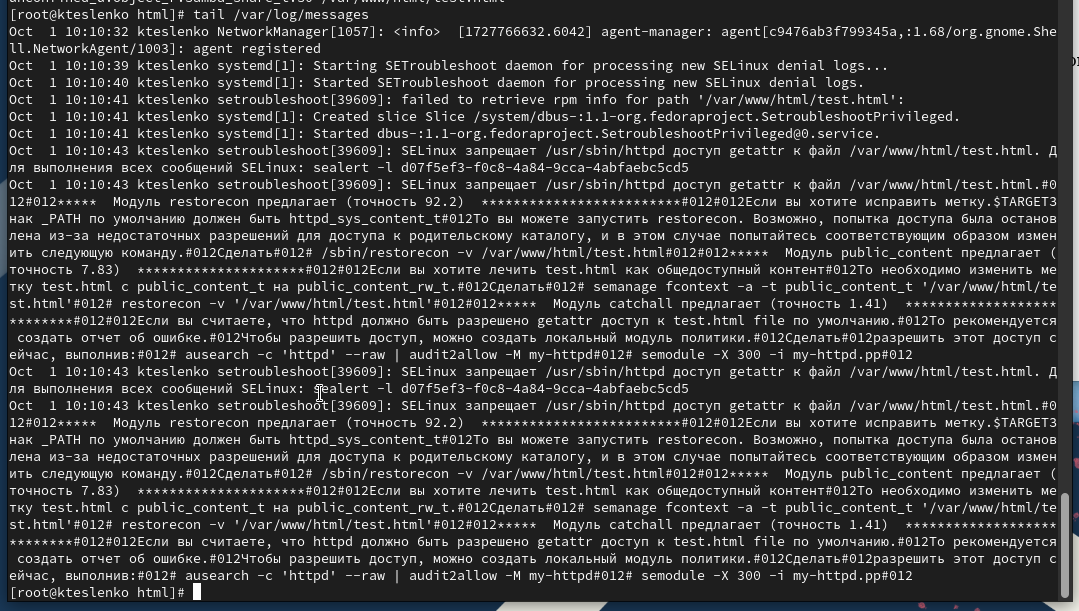 [root@kteslenko html]# tail /var/log/messages
Oct  1 10:10:32 kteslenko NetworkManager[1057]: <info>  [1727766632.6042] agent-manager: agent[c9476ab3f799345a,:1.68/org.gnome.She
ll.NetworkAgent/1003]: agent registered
Oct  1 10:10:39 kteslenko systemd[1]: Starting SETroubleshoot daemon for processing new SELinux denial logs...
Oct  1 10:10:40 kteslenko systemd[1]: Started SETroubleshoot daemon for processing new SELinux denial logs.
Oct  1 10:10:41 kteslenko setroubleshoot[39609]: failed to retrieve rpm info for path '/var/www/html/test.html':
Oct  1 10:10:41 kteslenko systemd[1]: Created slice Slice /system/dbus-:1.1-org.fedoraproject.SetroubleshootPrivileged.
Oct  1 10:10:41 kteslenko systemd[1]: Started dbus-:1.1-org.fedoraproject.SetroubleshootPrivileged@0.service.
Oct  1 10:10:43 kteslenko setroubleshoot[39609]: SELinux запрещает /usr/sbin/httpd доступ getattr к файл /var/www/html/test.html. Д
ля выполнения всех сообщений SELinux: sealert -l d07f5ef3-f0c8-4a84-9cca-4abfaebc5cd5
Oct  1 10:10:43 kteslenko setroubleshoot[39609]: SELinux запрещает /usr/sbin/httpd доступ getattr к файл /var/www/html/test.html.#0
12#012*****  Модуль restorecon предлагает (точность 92.2)  ************************#012#012Если вы хотите исправить метку.$TARGETЗ
нак _PATH по умолчанию должен быть httpd_sys_content_t#012То вы можете запустить restorecon. Возможно, попытка доступа была останов
лена из-за недостаточных разрешений для доступа к родительскому каталогу, и в этом случае попытайтесь соответствующим образом измен
ить следующую команду.#012Сделать#012# /sbin/restorecon -v /var/www/html/test.html#012#012*****  Модуль public_content предлагает (
точность 7.83)  *********************#012#012Если вы хотите лечить test.html как общедоступный контент#012То необходимо изменить ме
тку test.html с public_content_t на public_content_rw_t.#012Сделать#012# semanage fcontext -a -t public_content_t '/var/www/html/te
st.html'#012# restorecon -v '/var/www/html/test.html'#012#012*****  Модуль catchall предлагает (точность 1.41)  *******************
********#012#012Если вы считаете, что httpd должно быть разрешено getattr доступ к test.html file по умолчанию.#012То рекомендуется
 создать отчет об ошибке.#012Чтобы разрешить доступ, можно создать локальный модуль политики.#012Сделать#012разрешить этот доступ с
ейчас, выполнив:#012# ausearch -c 'httpd' --raw | audit2allow -M my-httpd#012# semodule -X 300 -i my-httpd.pp#012
Oct  1 10:10:43 kteslenko setroubleshoot[39609]: SELinux запрещает /usr/sbin/httpd доступ getattr к файл /var/www/html/test.html. Д
ля выполнения всех сообщений SELinux: sealert -l d07f5ef3-f0c8-4a84-9cca-4abfaebc5cd5
Oct  1 10:10:43 kteslenko setroubleshoot[39609]: SELinux запрещает /usr/sbin/httpd доступ getattr к файл /var/www/html/test.html.#0
12#012*****  Модуль restorecon предлагает (точность 92.2)  ************************#012#012Если вы хотите исправить метку.$TARGETЗ
нак _PATH по умолчанию должен быть httpd_sys_content_t#012То вы можете запустить restorecon. Возможно, попытка доступа была останов
лена из-за недостаточных разрешений для доступа к родительскому каталогу, и в этом случае попытайтесь соответствующим образом измен
ить следующую команду.#012Сделать#012# /sbin/restorecon -v /var/www/html/test.html#012#012*****  Модуль public_content предлагает (
точность 7.83)  *********************#012#012Если вы хотите лечить test.html как общедоступный контент#012То необходимо изменить ме
тку test.html с public_content_t на public_content_rw_t.#012Сделать#012# semanage fcontext -a -t public_content_t '/var/www/html/te
st.html'#012# restorecon -v '/var/www/html/test.html'#012#012*****  Модуль catchall предлагает (точность 1.41)  *******************
********#012#012Если вы считаете, что httpd должно быть разрешено getattr доступ к test.html file по умолчанию.#012То рекомендуется
 создать отчет об ошибке.#012Чтобы разрешить доступ, можно создать локальный модуль политики.#012Сделать#012разрешить этот доступ с
ейчас, выполнив:#012# ausearch -c 'httpd' --raw | audit2allow -M my-httpd#012# semodule -X 300 -i my-httpd.pp#012
[root@kteslenko html]#